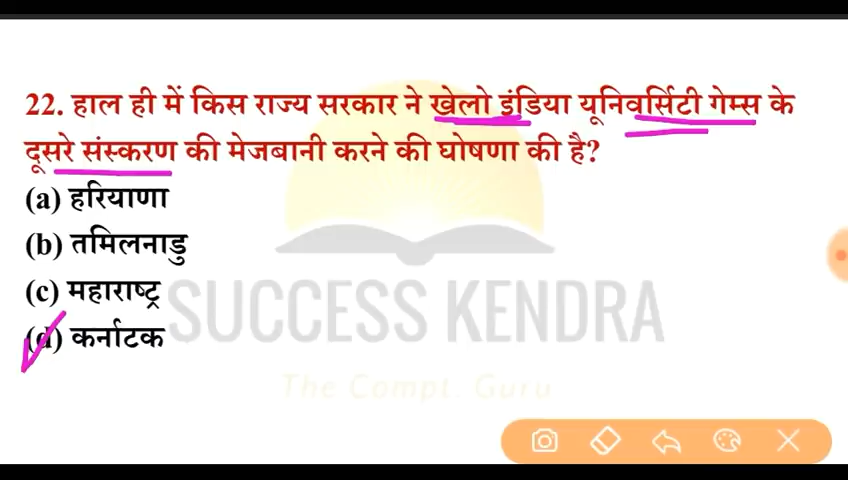 22. हाल ही में किस राज्य सरकार ने खेलो इंडिया यूनिवर्सिटी गेम्स के
दूसरे संस्करण की मेजबानी करने की घोषणा की है?
(a) हरियाणा
(b) तमिलनाडु
(c) महाराष्ट्र
(d) कर्नाटक
SUCCESS KENDRA
The Compt. Guru